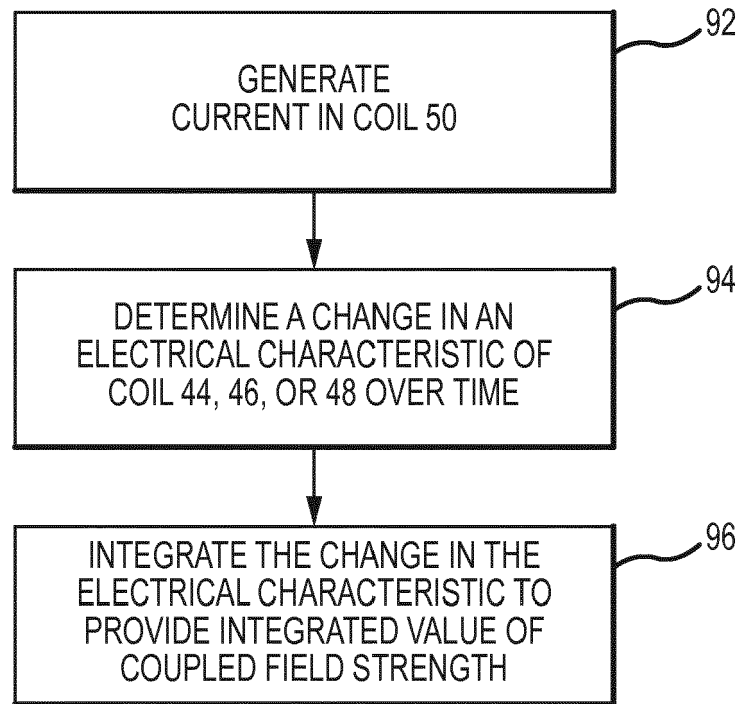 92
GENERATE
CURRENT IN COIL 50
94
DETERMINE A CHANGE IN AN
ELECTRICAL CHARACTERISTIC OF
COIL 44, 46, OR 48 OVER TIME
96
INTEGRATE THE CHANGE IN THE
ELECTRICAL CHARACTERISTIC TO
PROVIDE INTEGRATED VALUE OF
COUPLED FIELD STRENGTH